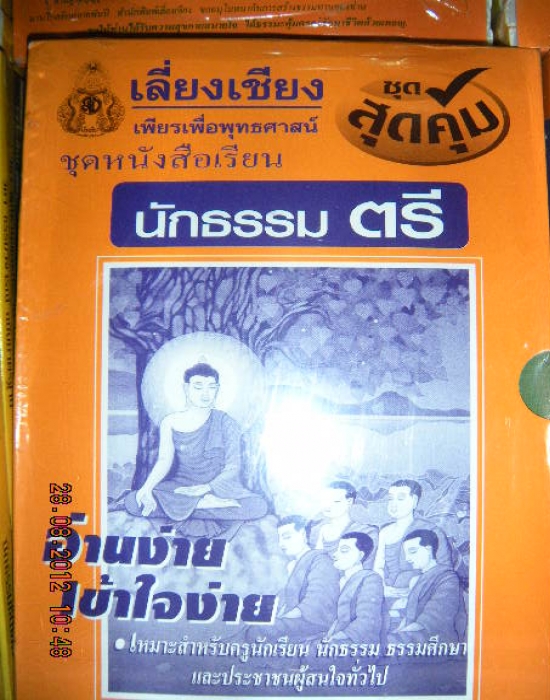 เลี่ยงเชียง
เพียรเพื่อพุทธศาสน์
ชุด
สุดคุ้ม
ชุดหนังสือเรียน
นักธรรม ตรี
อ่านง่าย
เข้าใจง่าย
• เหมาะสำหรับครูนักเรียน นักธรรม ธรรมศึกษา
และประชาชนผู้สนใจทั่วไป
28.08.2012 10:48